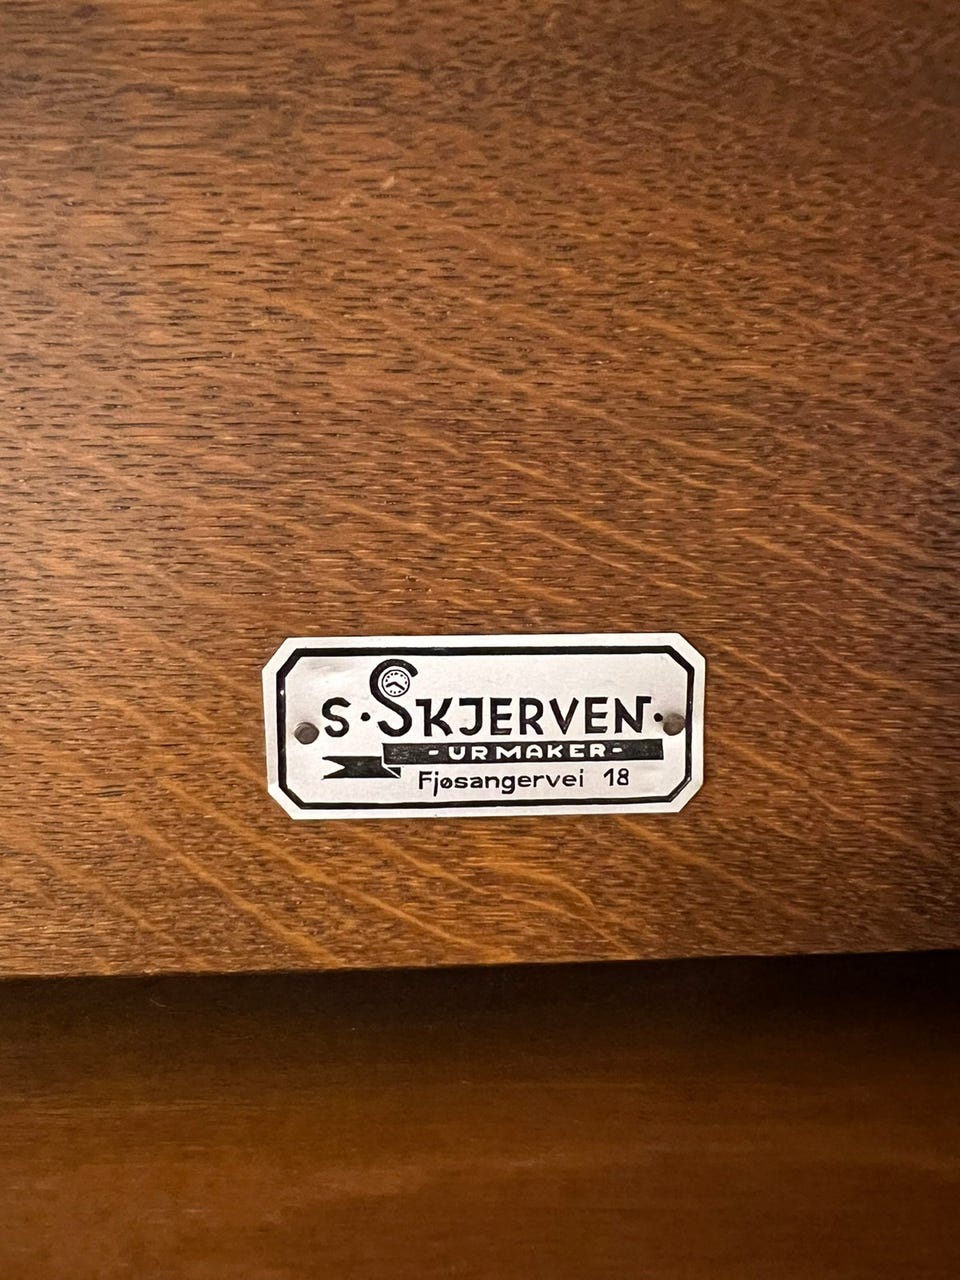 S·SKJERVEN·
-URMAKER-
Fjøsangervei 18